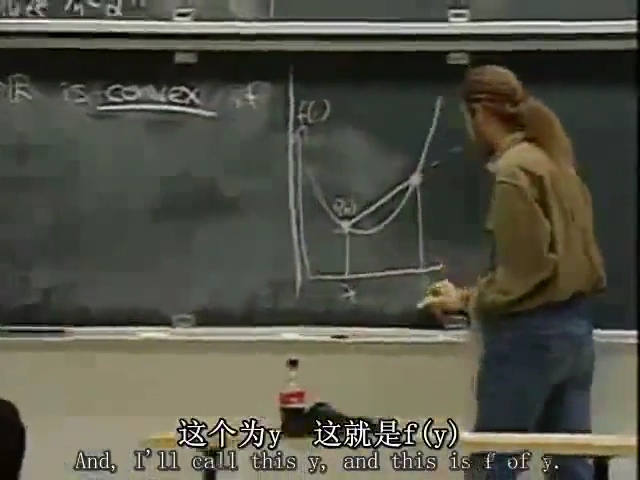 ℝ is convex if
f(·)
f(x)
x
这个为y 这就是f(y)
And, I'll call this y, and this is f of y.